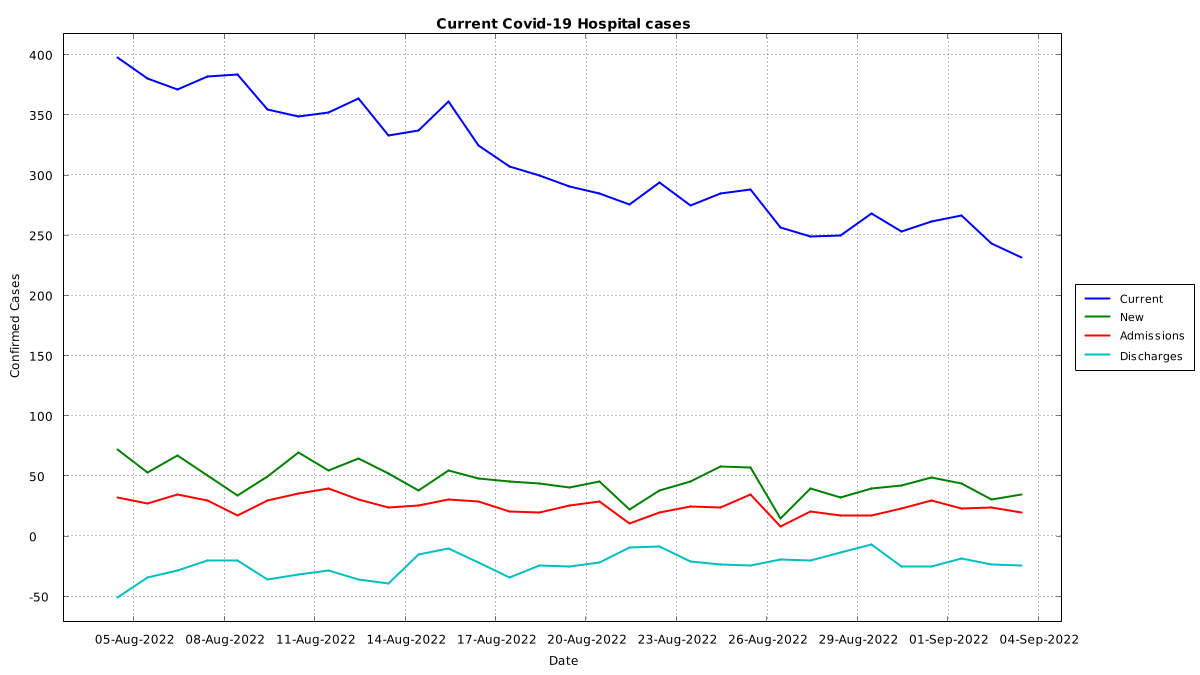 Current Covid-19 Hospital cases
400
350
300
250
200
150
100
50
0
-50
Confirmed Cases
05-Aug-2022 08-Aug-2022 11-Aug-2022 14-Aug-2022 17-Aug-2022 20-Aug-2022 23-Aug-2022 26-Aug-2022 29-Aug-2022 01-Sep-2022 04-Sep-2022
Date
Current
New
Admissions
Discharges